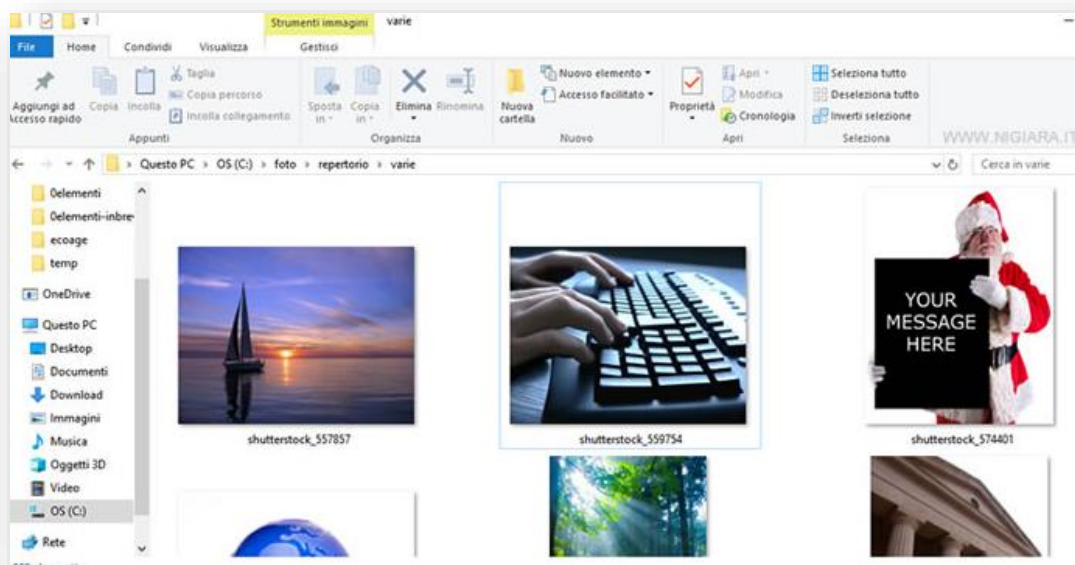 Strumenti immagini varie
File Home Condividi Visualizza Gestisci
Aggiungi ad Accesso rapido
Copia
Incolla
Taglia
Copia percorso
Incolla collegamento
Appunti
Sposta in
Copia in
Elimina
Rinomina
Organizza
Nuova cartella
Nuovo elemento
Accesso facilitato
Nuovo
Proprietà
Apri
Modifica
Cronologia
Apri
Seleziona tutto
Deseleziona tutto
Inverti selezione
Seleziona
WWW.NIGIARA.IT
Questo PC > OS (C:) > foto > repertorio > varie
Cerca in varie
0elementi
0elementi-inbre
ecoage
temp
OneDrive
Questo PC
Desktop
Documenti
Download
Immagini
Musica
Oggetti 3D
Video
OS (C:)
Rete
YOUR
MESSAGE
HERE
shutterstock_557857
shutterstock_559754
shutterstock_574401